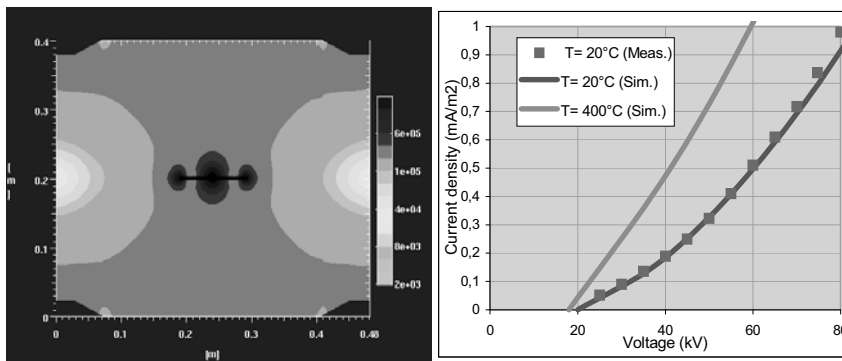 0.4
0.3
0.2
0.1
0
0
0.1
0.2
0.3
0.48
[m]
6e+05
1e+05
4e+04
8e+03
2e+03
Current density (mA/m2)
1
0,9
0,8
0,7
0,6
0,5
0,4
0,3
0,2
0,1
0
T= 20°C (Meas.)
T= 20°C (Sim.)
T= 400°C (Sim.)
0
20
40
60
80
Voltage (kV)